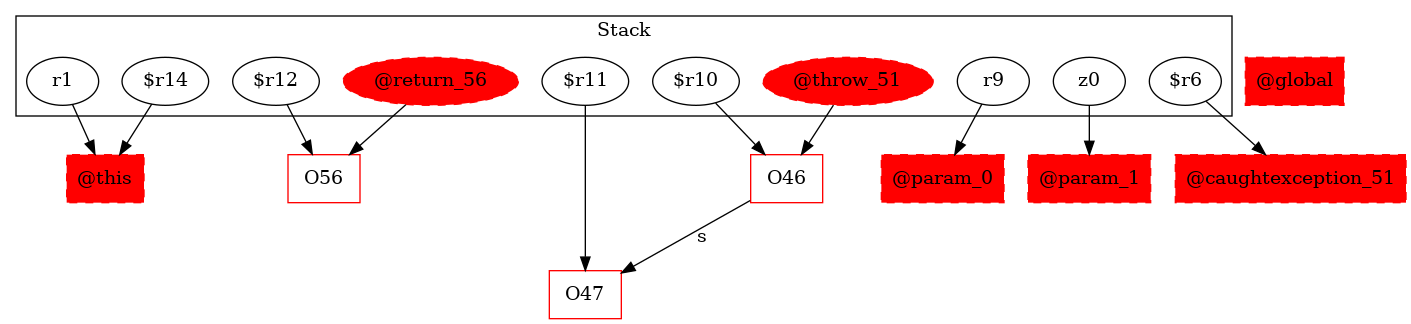 Stack
r1
$r14
$r12
@return_56
$r11
$r10
@throw_51
r9
z0
$r6
@global
@this
O56
O46
@param_0
@param_1
@caughtexception_51
s
O47